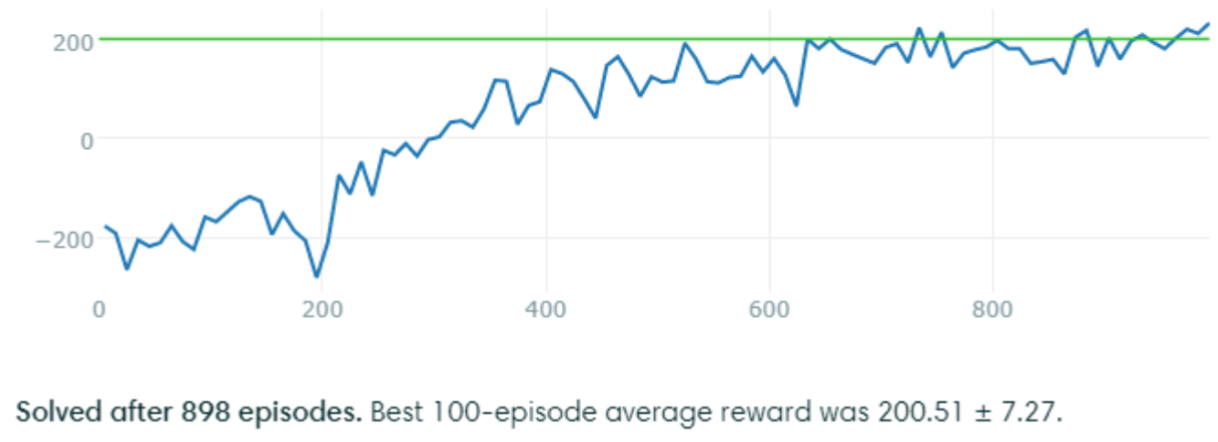 200
0
−200
0 200 400 600 800
Solved after 898 episodes. Best 100-episode average reward was 200.51 ± 7.27.